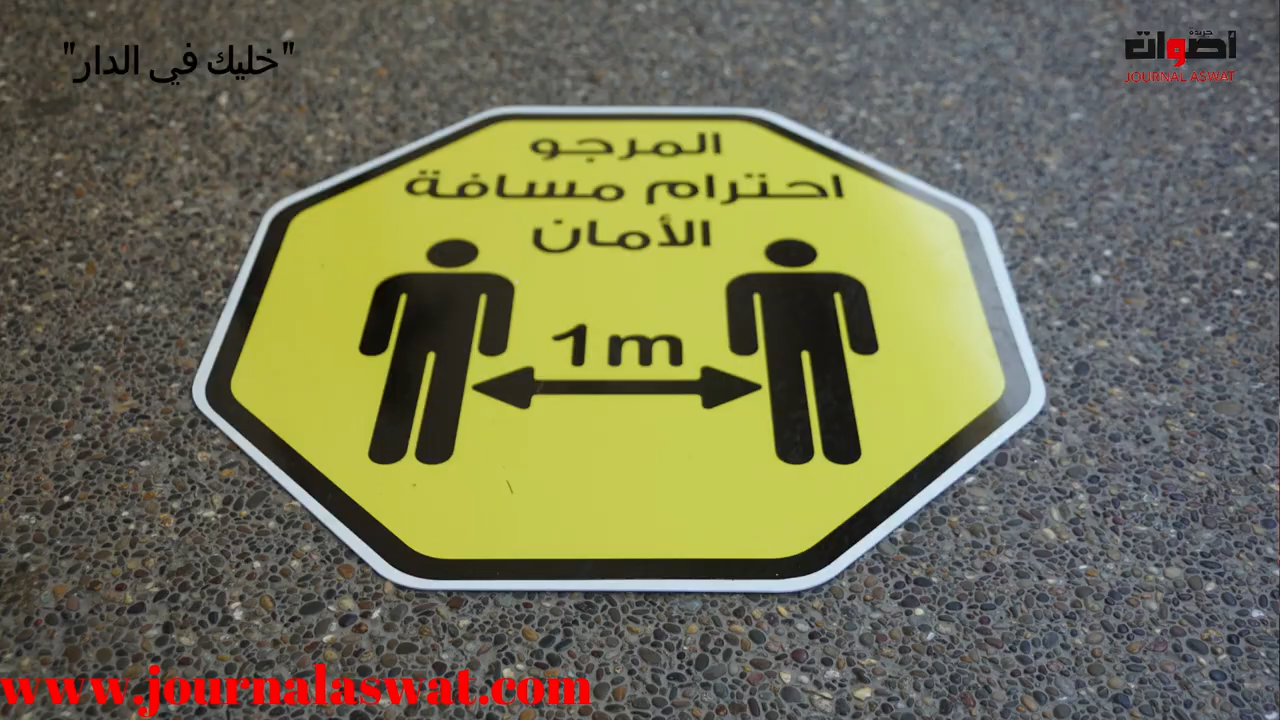 "خليك في الدار"
جريدة
أصوات
JOURNAL ASWAT
المرجو
احترام مسافة
الأمان
1m
www.journalaswat.com